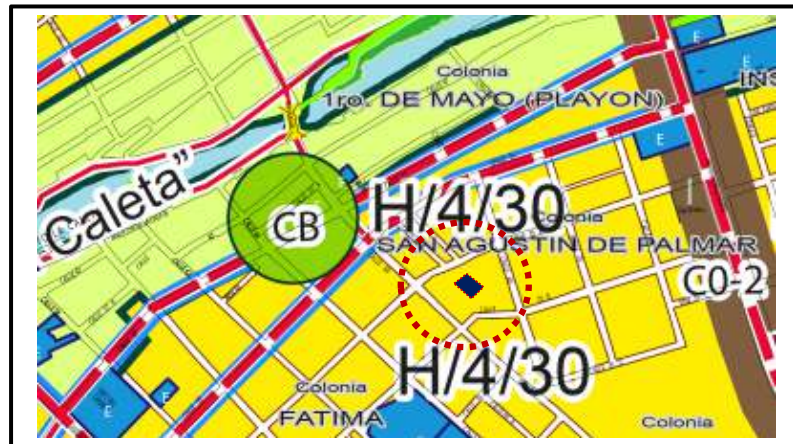 E
Colonia
INS
1ro. DE MAYO (PLAYON)
E
Caleta"
CB
H/4/30
Colonia
SAN AGUSTIN DE PALMAR
C0-2
H/4/30
Colonia
E
E
E
FATIMA
Colonia